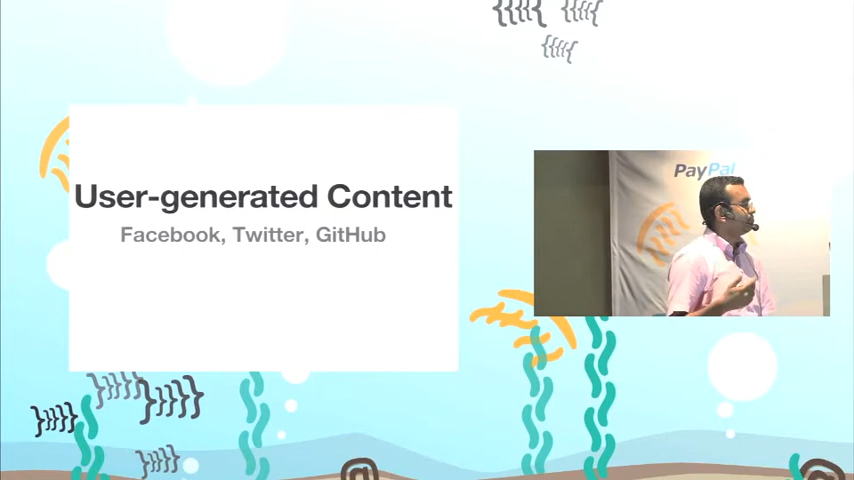 User-generated Content
Facebook, Twitter, GitHub
PayPal